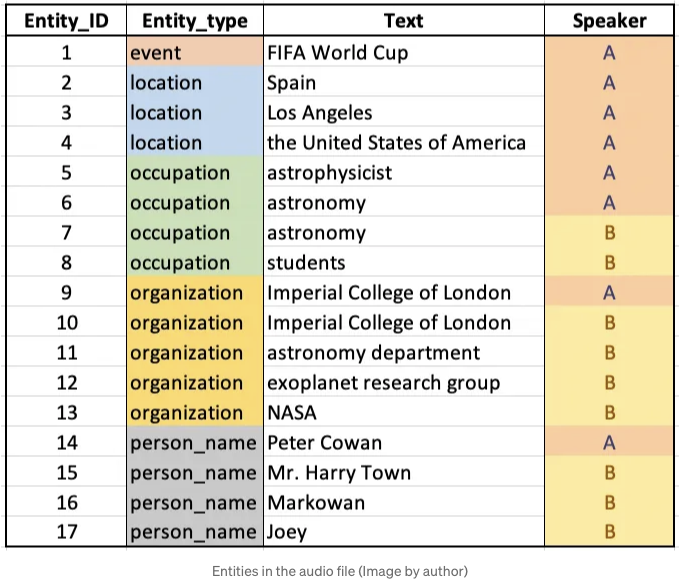 Entity_ID Entity_type Text Speaker
1 event FIFA World Cup A
2 location Spain A
3 location Los Angeles A
4 location the United States of America A
5 occupation astrophysicist A
6 occupation astronomy A
7 occupation astronomy B
8 occupation students B
9 organization Imperial College of London A
10 organization Imperial College of London B
11 organization astronomy department B
12 organization exoplanet research group B
13 organization NASA B
14 person_name Peter Cowan A
15 person_name Mr. Harry Town B
16 person_name Markowan B
17 person_name Joey B
Entities in the audio file (Image by author)